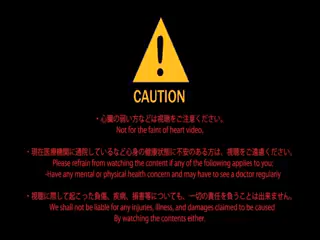 CAUTION
・心臓の弱い方などは視聴をご注意ください。
Not for the faint of heart video,
・現在医療機関に通院しているなど心身の健康状態に不安のある方は、視聴をご遠慮ください。
Please refrain from watching the content if any of the following applies to you:
-Have any mental or physical health concern and may have to see a doctor regularly
・視聴に際して起こった負傷、疾病、損害等についても、一切の責任を負うことは出来ません。
We shall not be liable for any injuries, illness, and damages claimed to be caused
By watching the contents either.